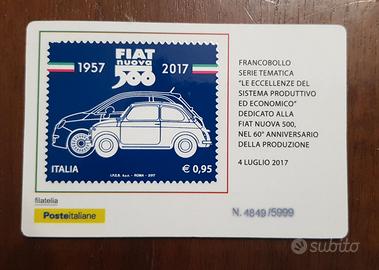 FIAT
nuova
500
1957
2017
ITALIA
€ 0,95
I.P.Z.S. S.p.A. - ROMA - 2017
FRANCOBOLLO
SERIE TEMATICA
"LE ECCELLENZE DEL
SISTEMA PRODUTTIVO
ED ECONOMICO"
DEDICATO ALLA
FIAT NUOVA 500,
NEL 60° ANNIVERSARIO
DELLA PRODUZIONE
4 LUGLIO 2017
filatelia
Posteitaliane
N. 4849/5999
subito